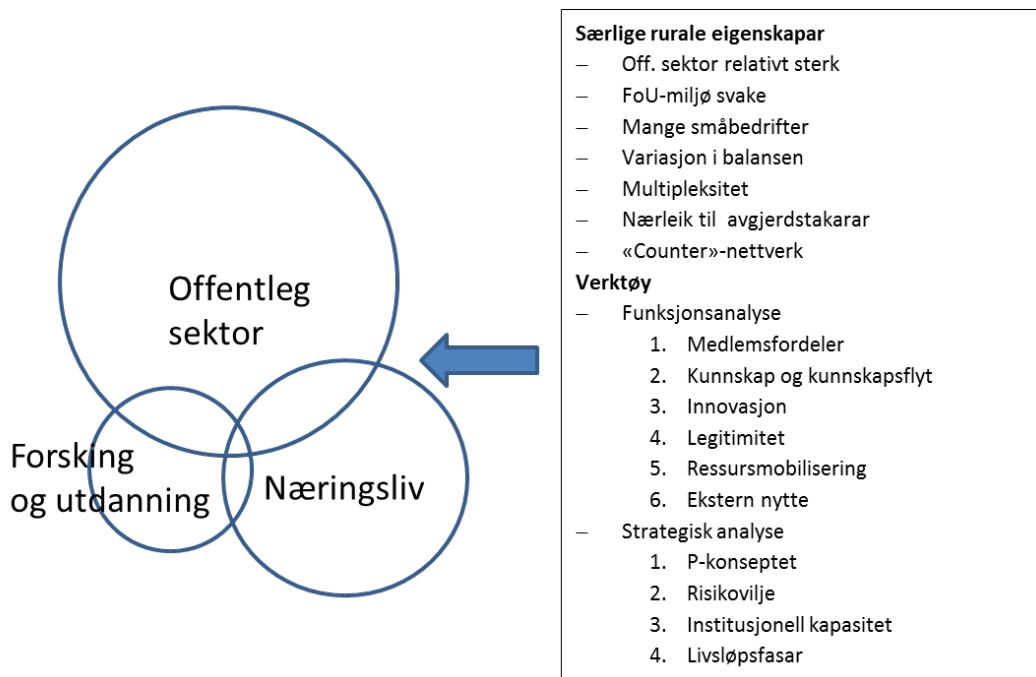 Offentleg
sektor
Forsking
og utdanning
Næringsliv
Særlige rurale eigenskapar
– Off. sektor relativt sterk
– FoU-miljø svake
– Mange småbedrifter
– Variasjon i balansen
– Multipleksitet
– Nærleik til avgjerdstakarar
– «Counter»-nettverk
Verktøy
– Funksjonsanalyse
1. Medlemsfordeler
2. Kunnskap og kunnskapsflyt
3. Innovasjon
4. Legitimitet
5. Ressursmobilisering
6. Ekstern nytte
– Strategisk analyse
1. P-konseptet
2. Risikovilje
3. Institusjonell kapasitet
4. Livsløpsfasar